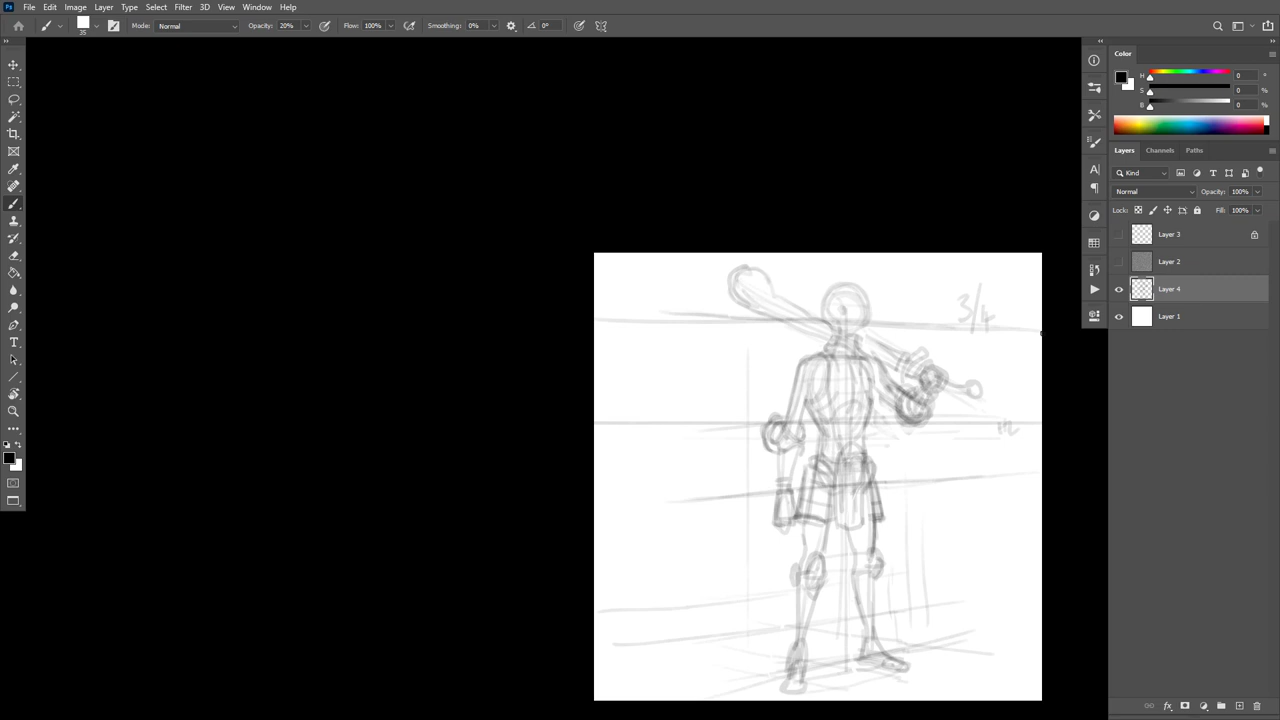 Ps File Edit Image Layer Type Select Filter 3D View Window Help
35 Mode: Normal Opacity: 20% Flow: 100% Smoothing: 0% 0°
Color
H 0 °
S 0 %
B 0 %
Layers Channels Paths
Kind
Normal Opacity: 100%
Lock: Fill: 100%
Layer 3
Layer 2
Layer 4
Layer 1
3/4